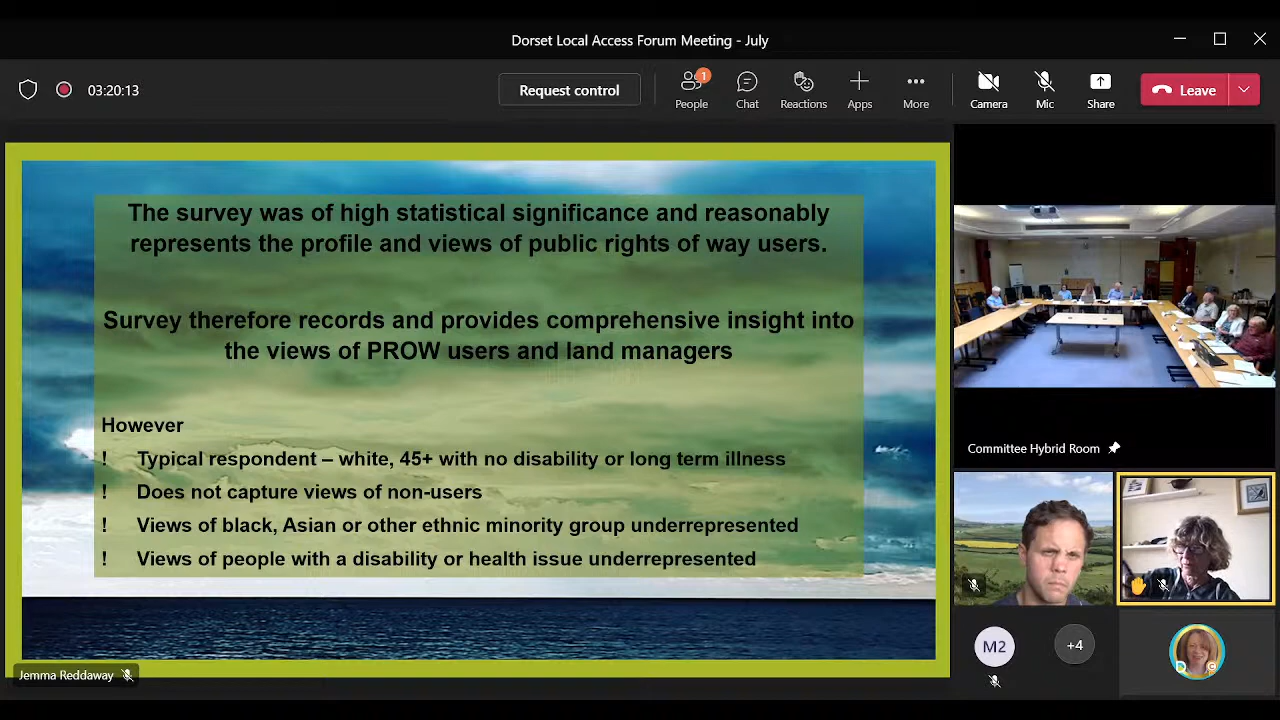 Dorset Local Access Forum Meeting - July
03:20:13
Request control
1
People
Chat
Reactions
Apps
More
Camera
Mic
Share
Leave
The survey was of high statistical significance and reasonably
represents the profile and views of public rights of way users.
Survey therefore records and provides comprehensive insight into
the views of PROW users and land managers
However
! Typical respondent – white, 45+ with no disability or long term illness
! Does not capture views of non-users
! Views of black, Asian or other ethnic minority group underrepresented
! Views of people with a disability or health issue underrepresented
Jemma Reddaway
Committee Hybrid Room
M2
+4
D C